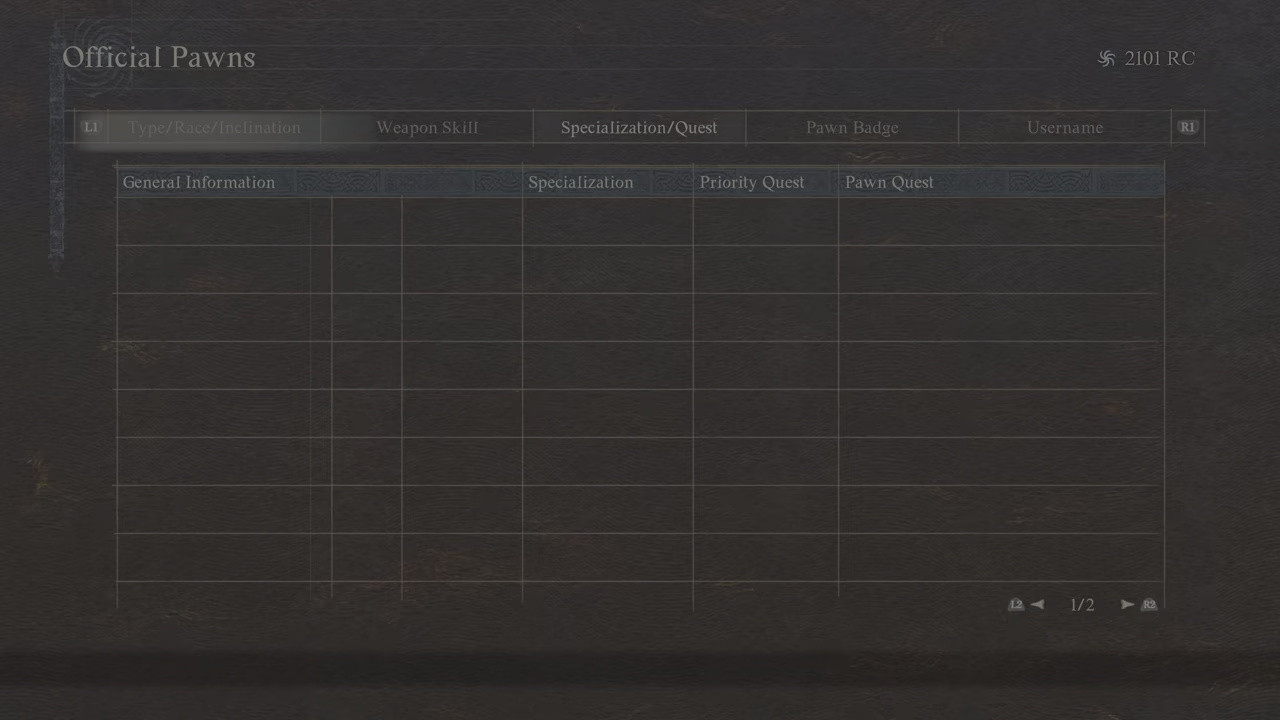 Official Pawns
2101 RC
L1 Type/Race/Inclination Weapon Skill Specialization/Quest Pawn Badge Username R1
General Information Specialization Priority Quest Pawn Quest
L2 1/2 R2